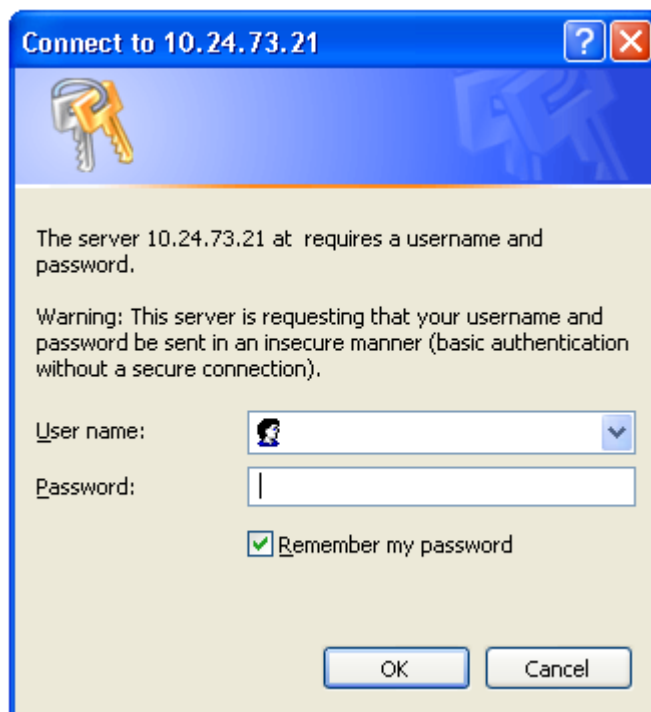 Connect to 10.24.73.21
?
The server 10.24.73.21 at  requires a username and
password.
Warning: This server is requesting that your username and
password be sent in an insecure manner (basic authentication
without a secure connection).
User name:
Password:
Remember my password
OK
Cancel